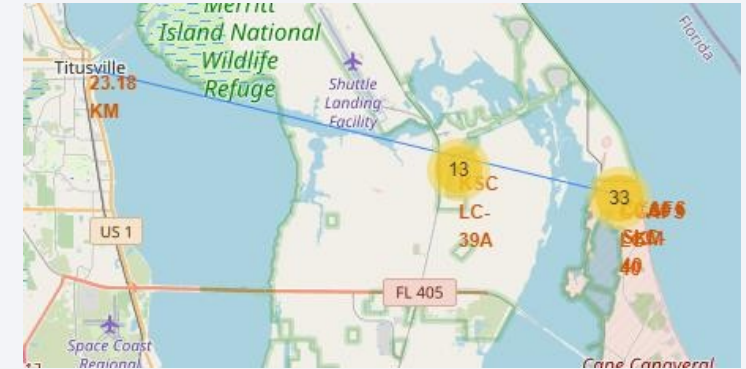 Merritt
Island National
Wildlife
Refuge
Florida
Titusville
23.18
KM
Shuttle
Landing
Facility
13
KSC
LC-
39A
33
40
US 1
FL 405
Space Coast
Regional
Cape Canaveral